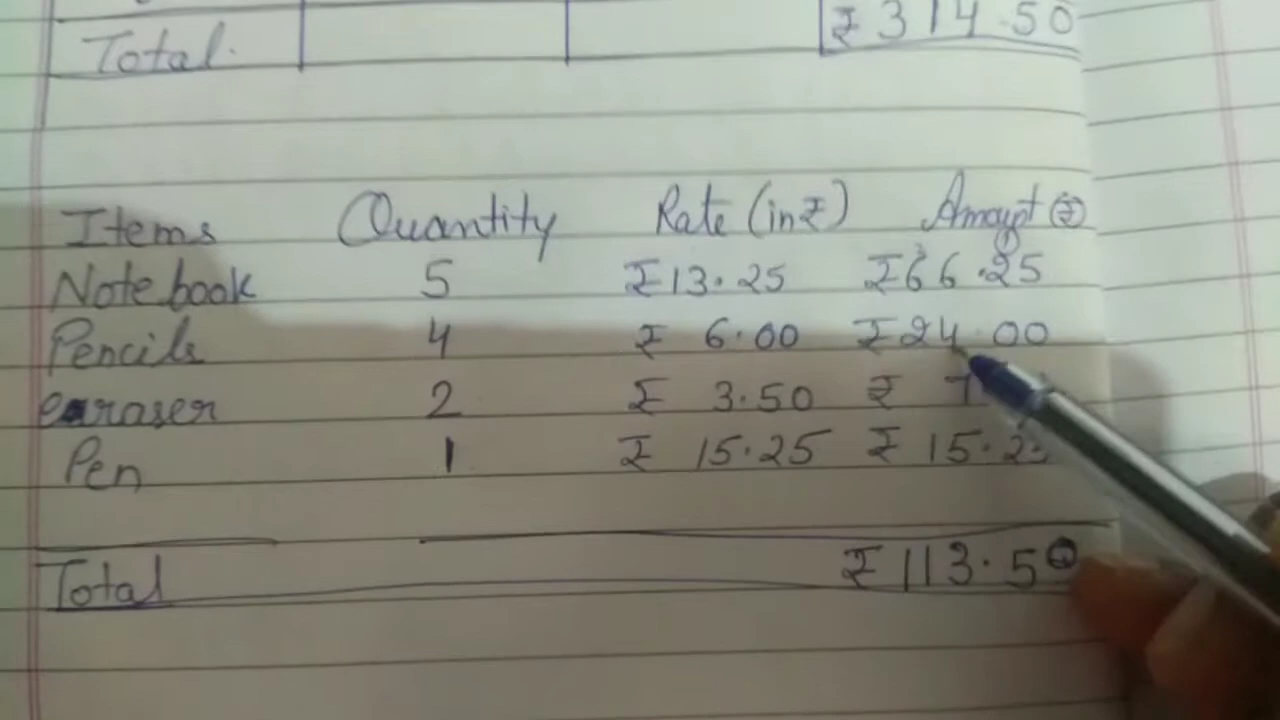 Total. ₹314.50
Items Quantity Rate (in ₹) Amount (₹)
Notebook 5 ₹13.25 ₹66.25
Pencils 4 ₹ 6.00 ₹24.00
eraser 2 ₹ 3.50 ₹ 7
Pen 1 ₹ 15.25 ₹ 15.25
Total ₹113.50